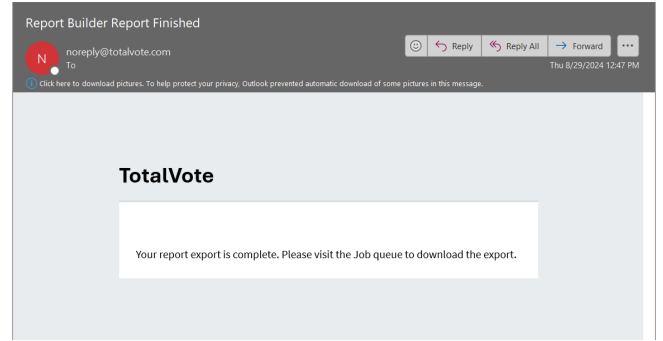 Report Builder Report Finished
N
noreply@totalvote.com
To
Reply
Reply All
Forward
Thu 8/29/2024 12:47 PM
Click here to download pictures. To help protect your privacy, Outlook prevented automatic download of some pictures in this message.
TotalVote
Your report export is complete. Please visit the Job queue to download the export.